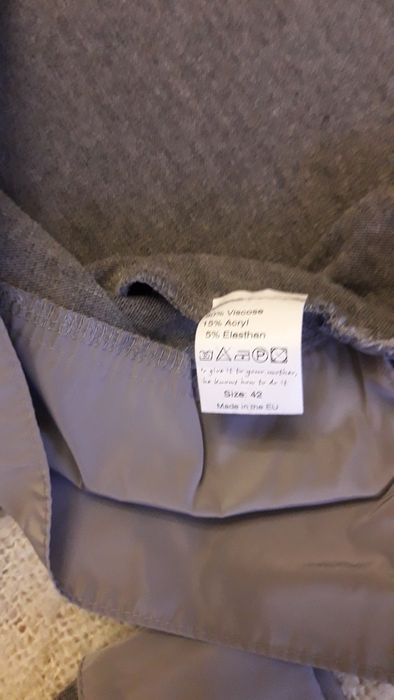 % Viscose
15% Acryl
5% Elasthan
P
give it to your mother,
he knows how to do it
Size: 42
Made in the EU